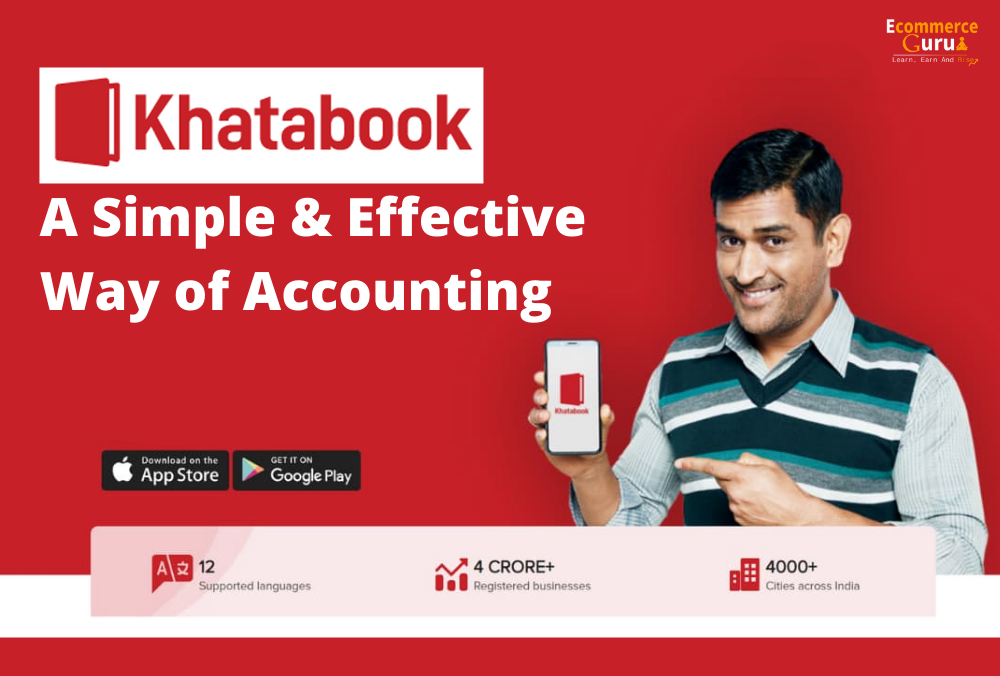 Ecommerce
Guru
Learn, Earn And Rise
Khatabook
A Simple & Effective
Way of Accounting
Khatabook
Download on the
App Store
GET IT ON
Google Play
A
12
Supported languages
4 CRORE+
Registered businesses
4000+
Cities across India